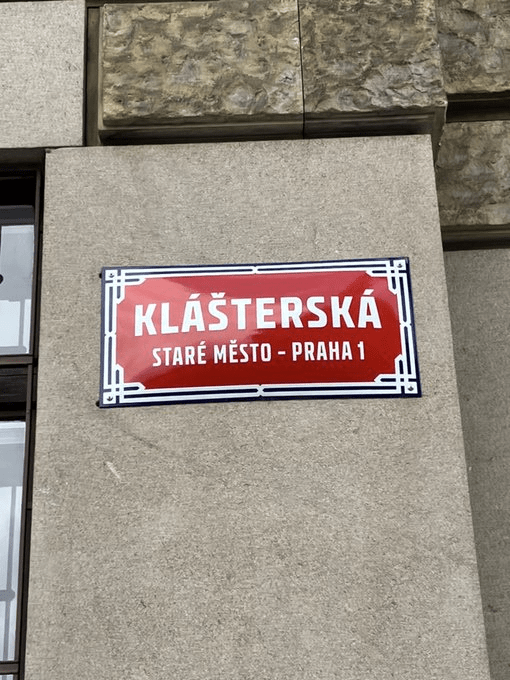 KLÁŠTERSKÁ
STARÉ MĚSTO - PRAHA 1